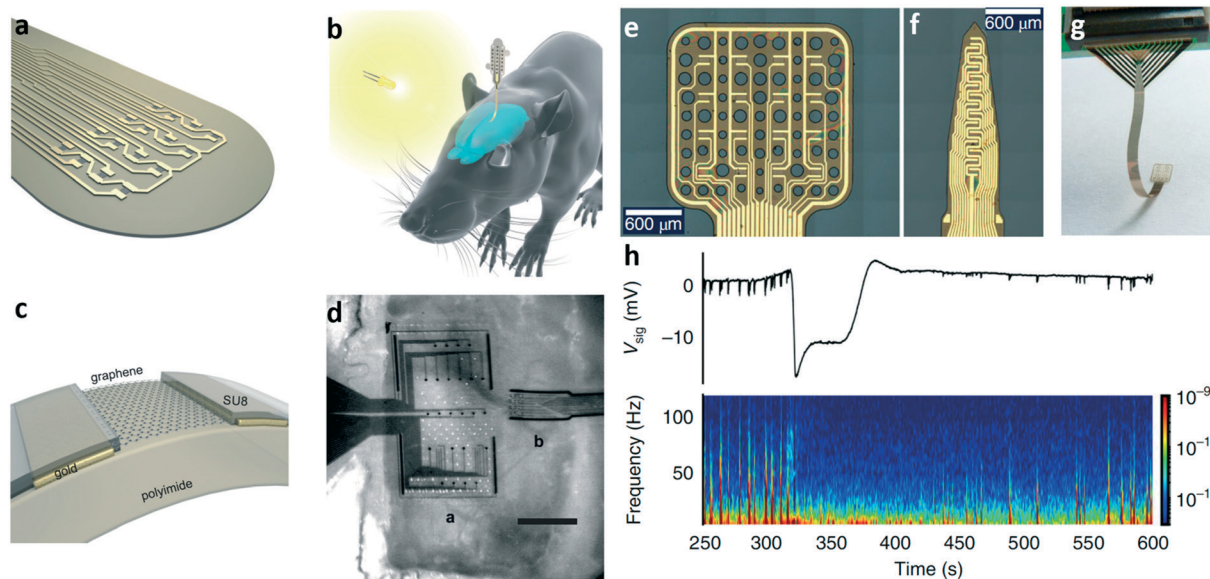 a
b
c
graphene
SU8
gold
polyimide
d
b
a
e
600 μm
f
600 μm
g
h
V_sig (mV)
0
−10
Frequency (Hz)
100
50
10⁻⁹
10⁻¹
10⁻¹
250 300 350 400 450 500 550 600
Time (s)